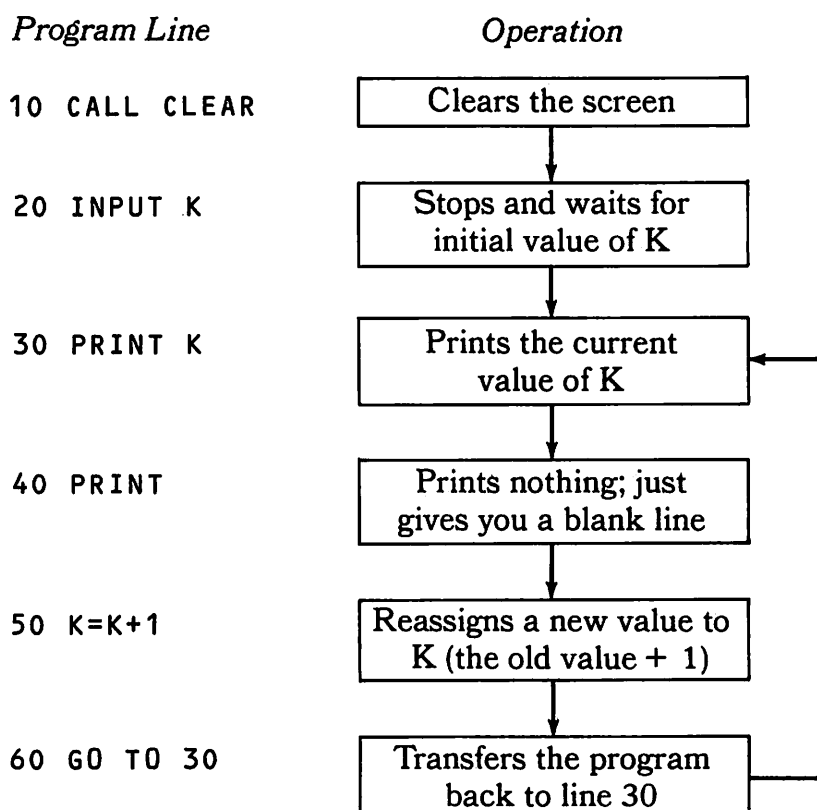 Program Line Operation
10 CALL CLEAR Clears the screen
20 INPUT K Stops and waits for
initial value of K
30 PRINT K Prints the current
value of K
40 PRINT Prints nothing; just
gives you a blank line
50 K=K+1 Reassigns a new value to
K (the old value + 1)
60 GO TO 30 Transfers the program
back to line 30